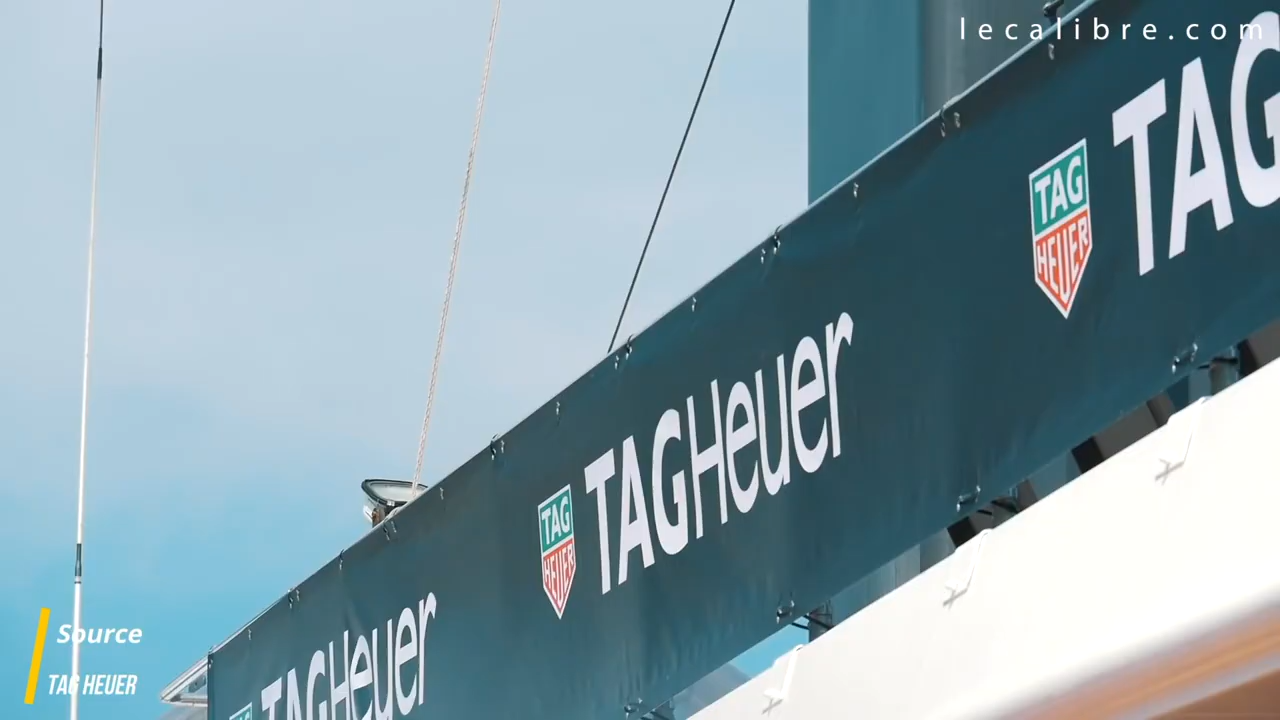 lecalibre.com
TAG
HEUER
TAG
TAG
HEUER
TAGHeuer
TAGHeuer
Source
TAG HEUER